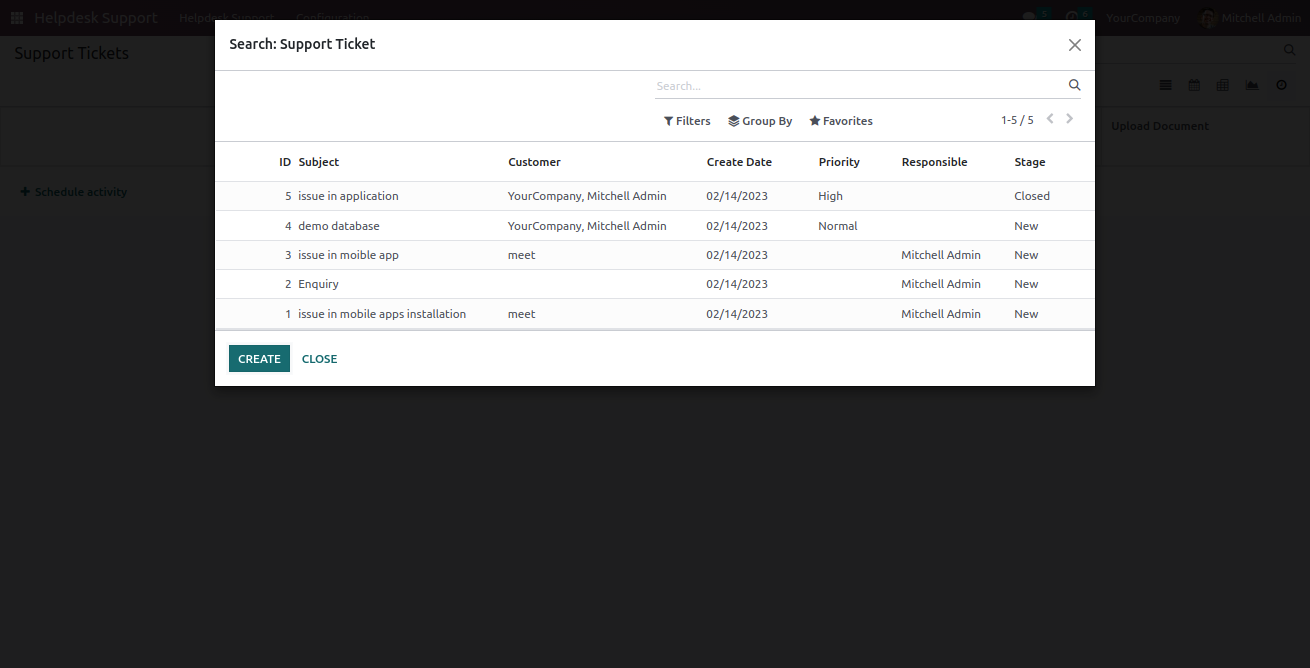 Helpdesk Support Helpdesk Support Configuration YourCompany Mitchell Admin
Support Tickets
Search: Support Ticket
Search...
Filters Group By Favorites 1-5 / 5
Upload Document
ID Subject Customer Create Date Priority Responsible Stage
5 issue in application YourCompany, Mitchell Admin 02/14/2023 High Closed
+ Schedule activity
4 demo database YourCompany, Mitchell Admin 02/14/2023 Normal New
3 issue in moible app meet 02/14/2023 Mitchell Admin New
2 Enquiry 02/14/2023 Mitchell Admin New
1 issue in mobile apps installation meet 02/14/2023 Mitchell Admin New
CREATE CLOSE